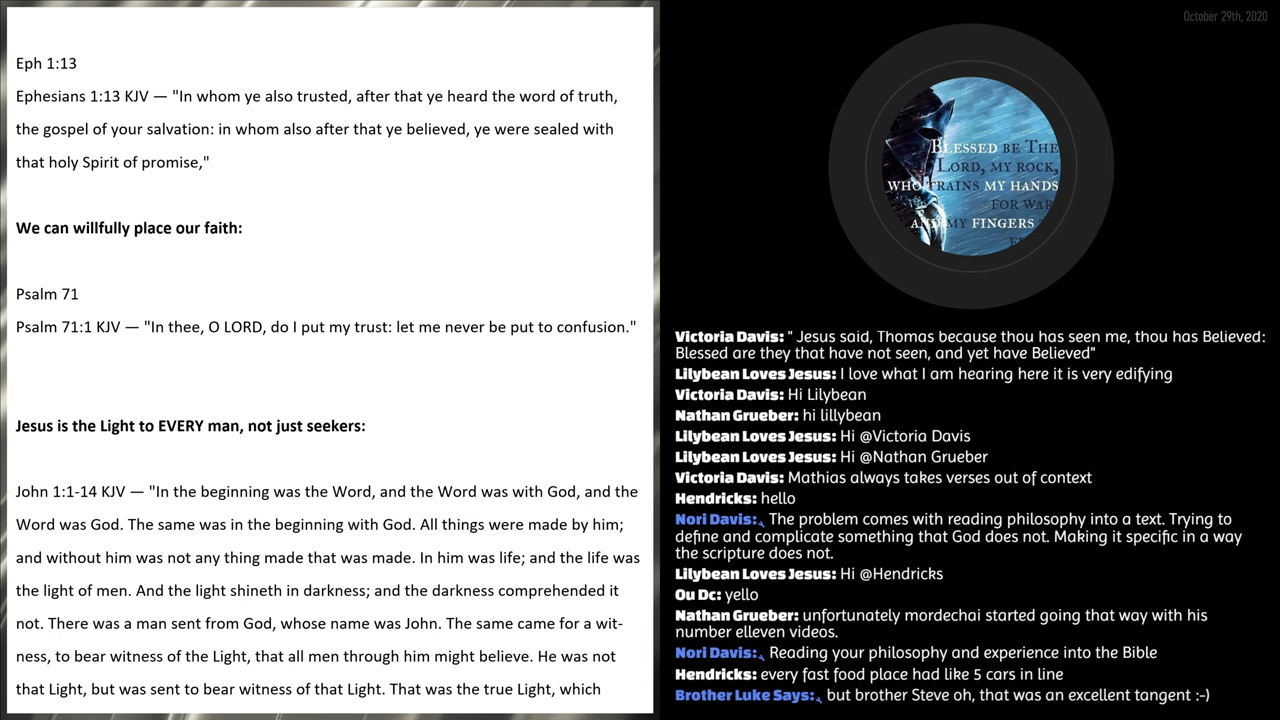 Eph 1:13
Ephesians 1:13 KJV — "In whom ye also trusted, after that ye heard the word of truth,
the gospel of your salvation: in whom also after that ye believed, ye were sealed with
that holy Spirit of promise,"
We can willfully place our faith:
Psalm 71
Psalm 71:1 KJV — "In thee, O LORD, do I put my trust: let me never be put to confusion."
Jesus is the Light to EVERY man, not just seekers:
John 1:1-14 KJV — "In the beginning was the Word, and the Word was with God, and the
Word was God. The same was in the beginning with God. All things were made by him;
and without him was not any thing made that was made. In him was life; and the life was
the light of men. And the light shineth in darkness; and the darkness comprehended it
not. There was a man sent from God, whose name was John. The same came for a wit-
ness, to bear witness of the Light, that all men through him might believe. He was not
that Light, but was sent to bear witness of that Light. That was the true Light, which
October 29th, 2020
BLESSED BE THE
LORD, MY ROCK,
WHO TRAINS MY HANDS
FOR WAR
AND MY FINGERS
Victoria Davis: " Jesus said, Thomas because thou has seen me, thou has Believed:
Blessed are they that have not seen, and yet have Believed"
Lilybean Loves Jesus: I love what I am hearing here it is very edifying
Victoria Davis: Hi Lilybean
Nathan Grueber: hi lillybean
Lilybean Loves Jesus: Hi @Victoria Davis
Lilybean Loves Jesus: Hi @Nathan Grueber
Victoria Davis: Mathias always takes verses out of context
Hendricks: hello
Nori Davis: The problem comes with reading philosophy into a text. Trying to
define and complicate something that God does not. Making it specific in a way
the scripture does not.
Lilybean Loves Jesus: Hi @Hendricks
Ou Dc: yello
Nathan Grueber: unfortunately mordechai started going that way with his
number elleven videos.
Nori Davis: Reading your philosophy and experience into the Bible
Hendricks: every fast food place had like 5 cars in line
Brother Luke Says: but brother Steve oh, that was an excellent tangent :-)